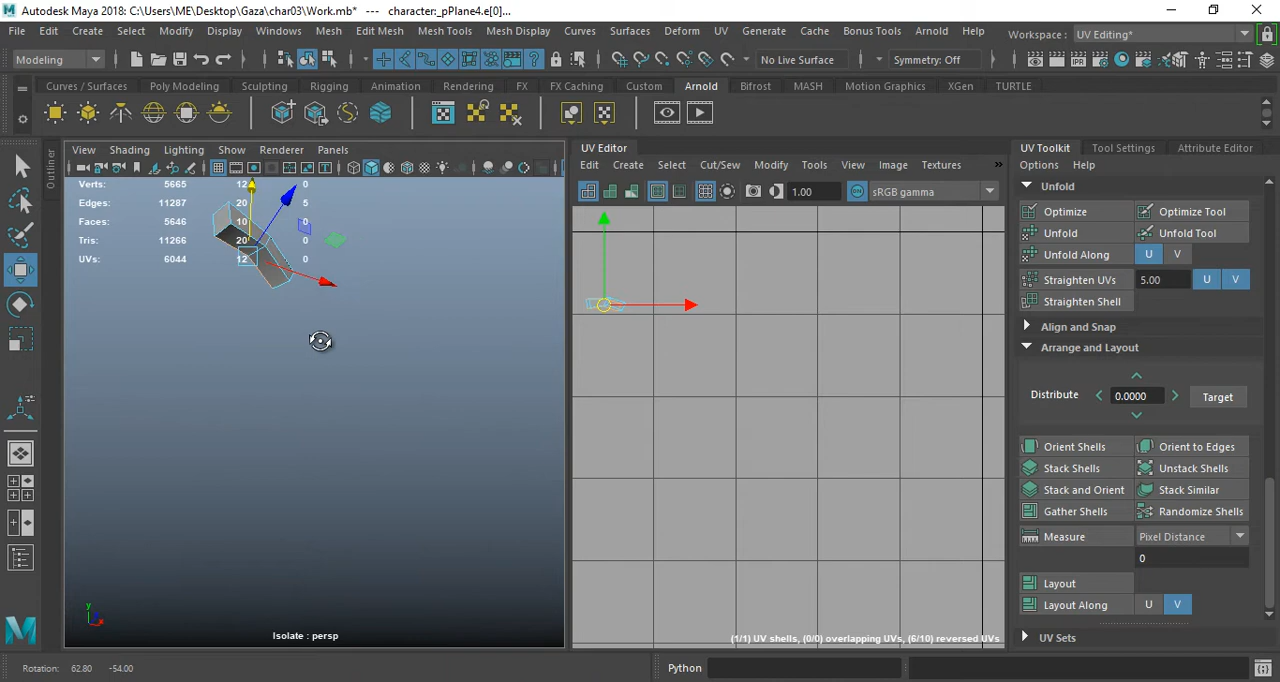 Autodesk Maya 2018: C:\Users\ME\Desktop\Gaza\char03\Work.mb* --- character:_pPlane4.e[0]...
File Edit Create Select Modify Display Windows Mesh Edit Mesh Mesh Tools Mesh Display Curves Surfaces Deform UV Generate Cache Bonus Tools Arnold Help Workspace: UV Editing*
Modeling No Live Surface Symmetry: Off
Curves / Surfaces Poly Modeling Sculpting Rigging Animation Rendering FX FX Caching Custom Arnold Bifrost MASH Motion Graphics XGen TURTLE
Outliner
View Shading Lighting Show Renderer Panels
Verts: 5665 12 0
Edges: 11287 20 5
Faces: 5646 10 0
Tris: 11266 20 0
UVs: 6044 12 0
y
Isolate : persp
UV Editor
Edit Create Select Cut/Sew Modify Tools View Image Textures »
1.00 ON sRGB gamma
(1/1) UV shells, (0/0) overlapping UVs, (6/10) reversed UVs
UV Toolkit Tool Settings Attribute Editor
Options Help
Unfold
Optimize Optimize Tool
Unfold Unfold Tool
Unfold Along U V
Straighten UVs 5.00 U V
Straighten Shell
Align and Snap
Arrange and Layout
Distribute 0.0000 Target
Orient Shells Orient to Edges
Stack Shells Unstack Shells
Stack and Orient Stack Similar
Gather Shells Randomize Shells
Measure Pixel Distance
0
Layout
Layout Along U V
UV Sets
Rotation: 62.80 -54.00
Python